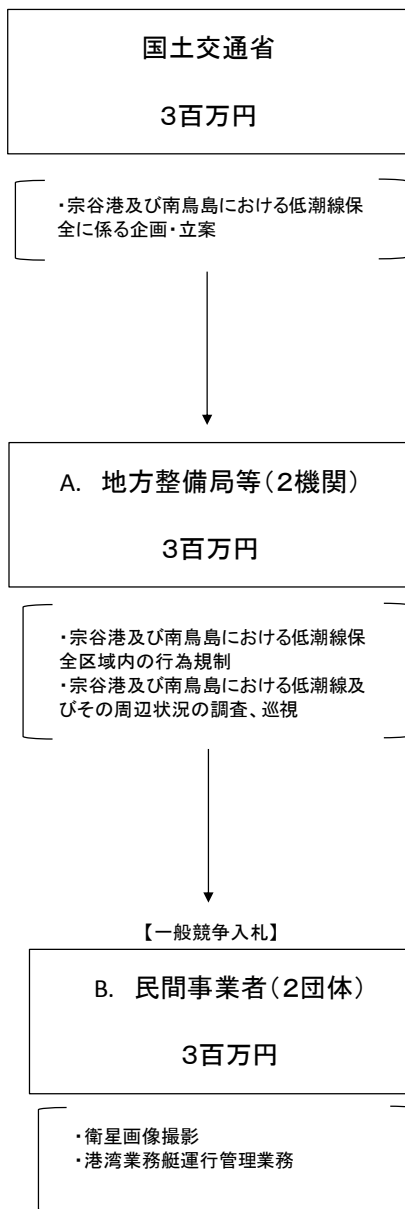 国土交通省
3百万円
・宗谷港及び南鳥島における低潮線保
全に係る企画・立案
A. 地方整備局等(2機関)
3百万円
・宗谷港及び南鳥島における低潮線保
全区域内の行為規制
・宗谷港及び南鳥島における低潮線及
びその周辺状況の調査、巡視
【一般競争入札】
B. 民間事業者(2団体)
3百万円
・衛星画像撮影
・港湾業務艇運行管理業務